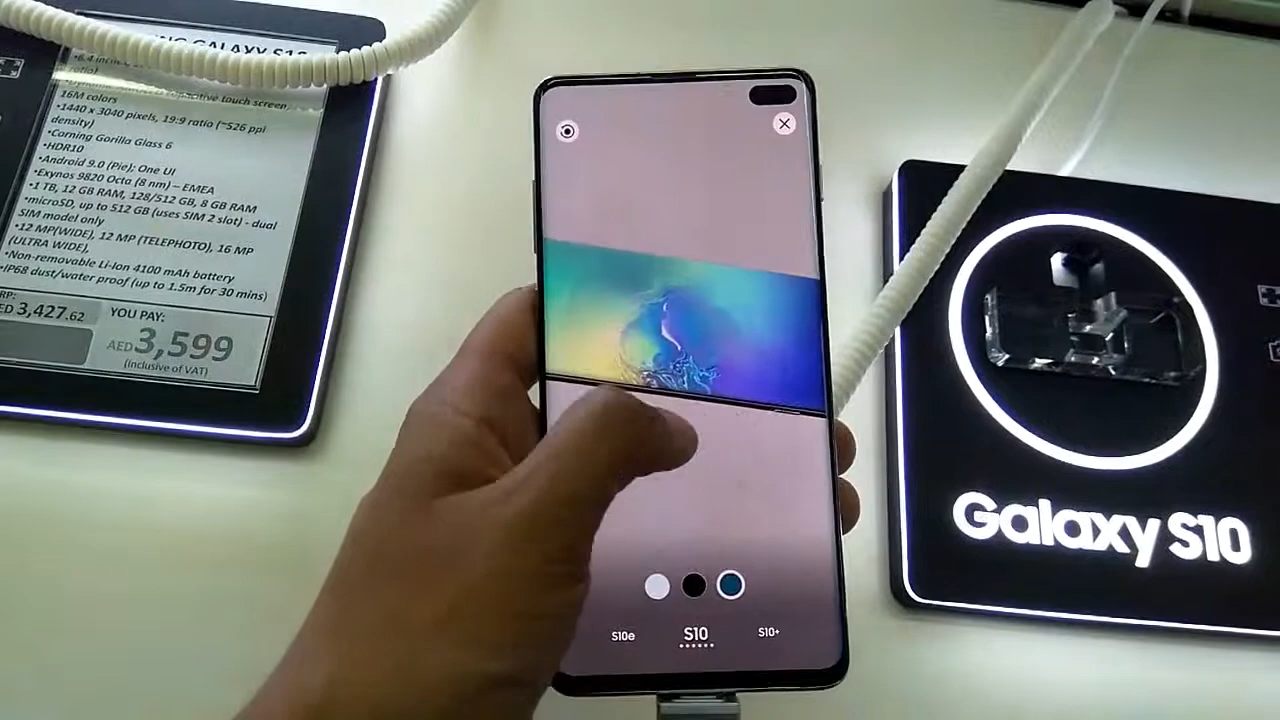 GALAXY S10
16M colors
•1440 x 3040 pixels, 19:9 ratio (~526 ppi
density)
•Corning Gorilla Glass 6
•HDR10
•Android 9.0 (Pie); One UI
•Exynos 9820 Octa (8 nm) – EMEA
•1 TB, 12 GB RAM, 128/512 GB, 8 GB RAM
•microSD, up to 512 GB (uses SIM 2 slot) - dual
SIM model only
•12 MP(WIDE), 12 MP (TELEPHOTO), 16 MP
(ULTRA WIDE),
•Non-removable Li-Ion 4100 mAh battery
•IP68 dust/water proof (up to 1.5m for 30 mins)
3,427.62
YOU PAY:
AED 3,599
(inclusive of VAT)
S10e S10 S10+
Galaxy S10